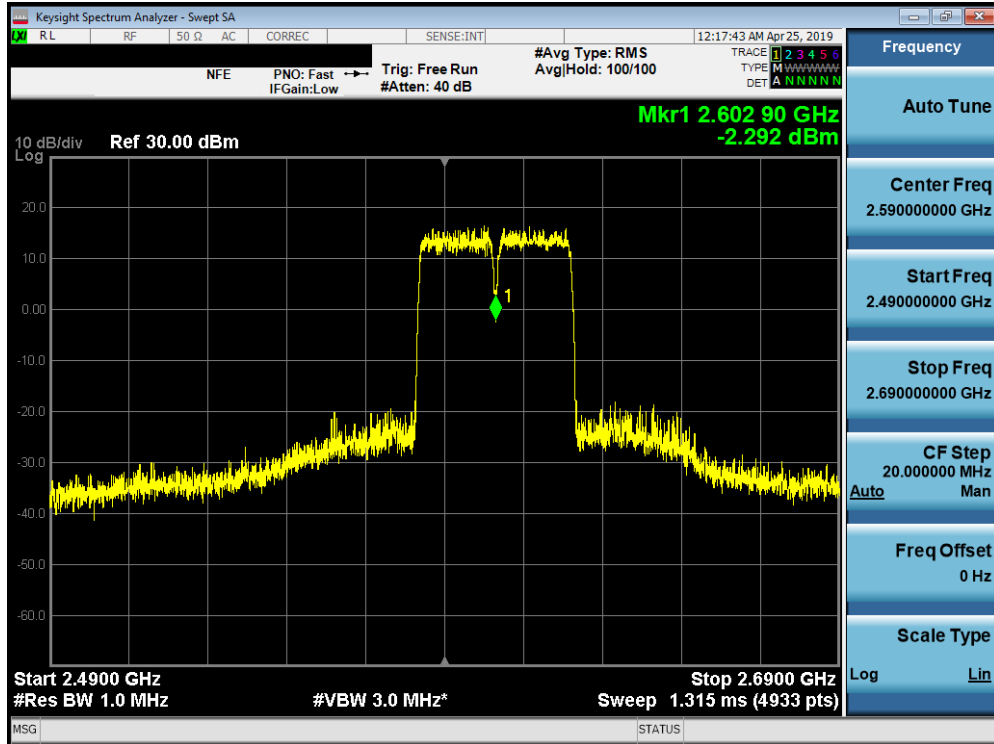 Keysight Spectrum Analyzer - Swept SA
LXI RL RF 50 Ω AC CORREC SENSE:INT 12:17:43 AM Apr 25, 2019
NFE PNO: Fast Trig: Free Run #Avg Type: RMS TRACE 1 2 3 4 5 6
IFGain:Low #Atten: 40 dB Avg|Hold: 100/100 TYPE M WWWWW
DET A N N N N N
Mkr1 2.602 90 GHz
-2.292 dBm
10 dB/div Ref 30.00 dBm
Log
20.0
10.0
0.00
-10.0
-20.0
-30.0
-40.0
-50.0
-60.0
1
Start 2.4900 GHz Stop 2.6900 GHz
#Res BW 1.0 MHz #VBW 3.0 MHz* Sweep 1.315 ms (4933 pts)
MSG STATUS
Frequency
Auto Tune
Center Freq
2.590000000 GHz
Start Freq
2.490000000 GHz
Stop Freq
2.690000000 GHz
CF Step
20.000000 MHz
Auto Man
Freq Offset
0 Hz
Scale Type
Log Lin